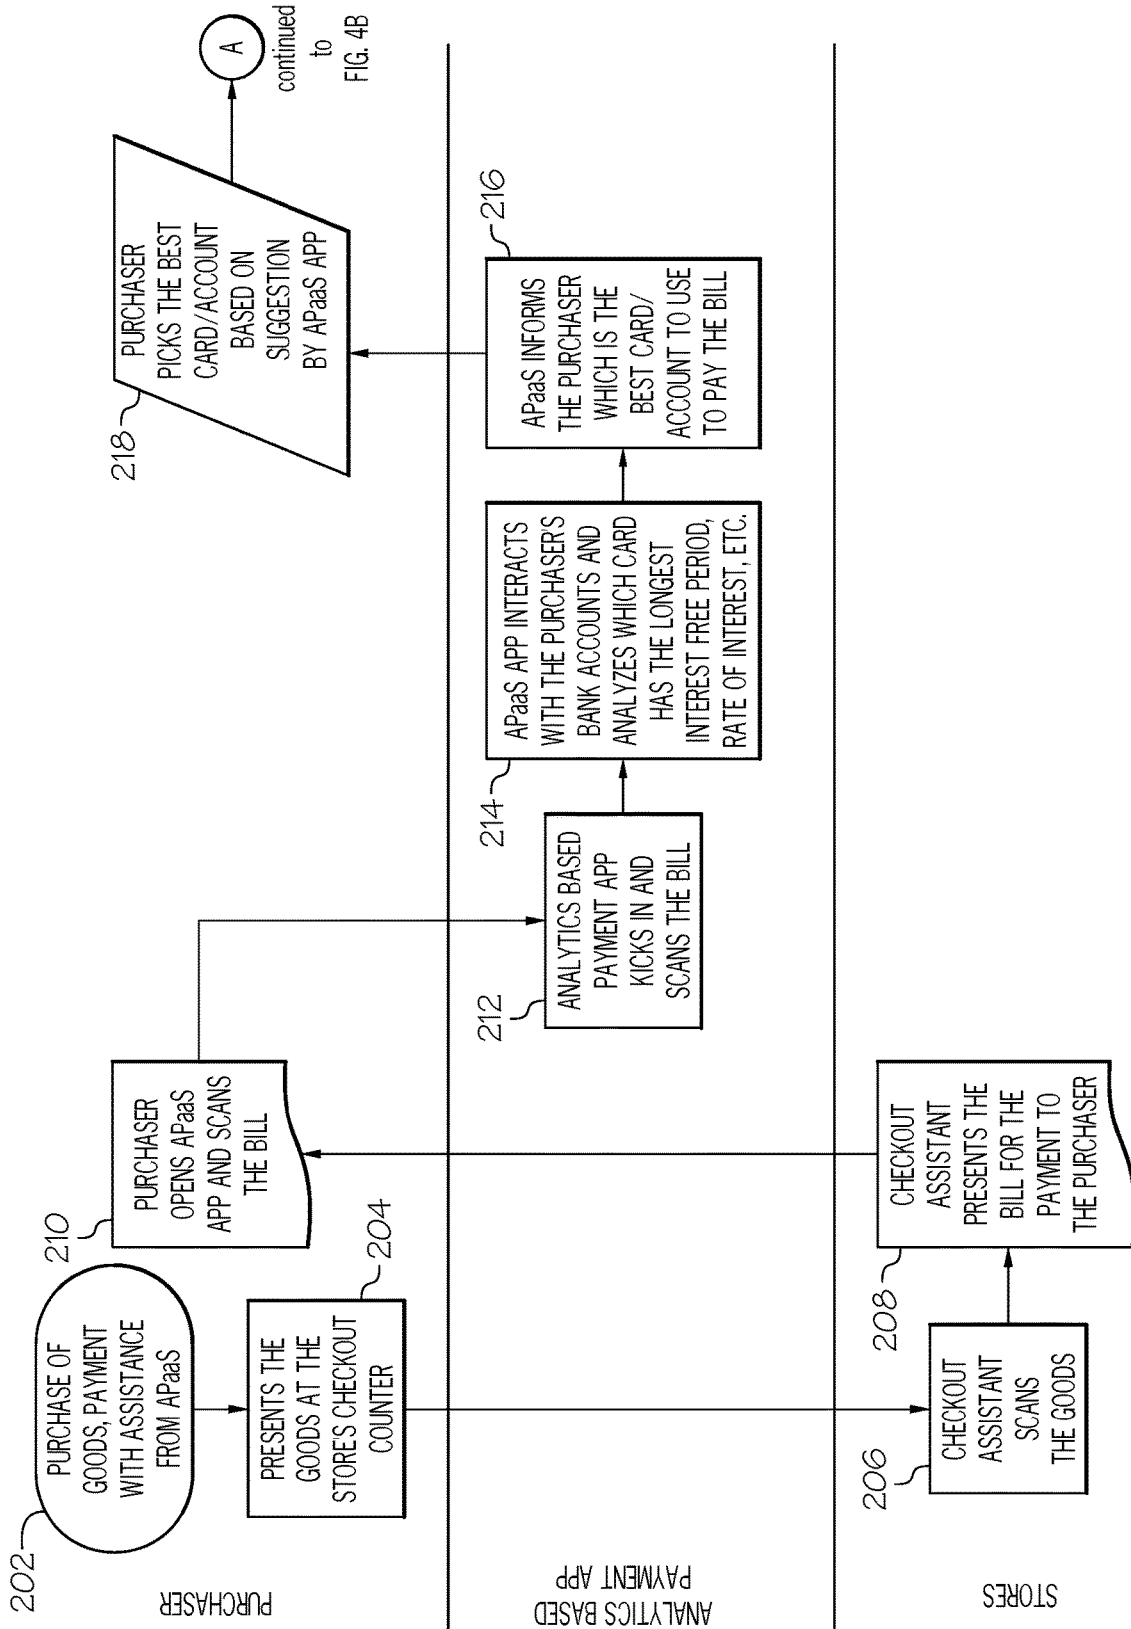 PURCHASER
202
PURCHASE OF
GOODS, PAYMENT
WITH ASSISTANCE
FROM APaaS
204
PRESENTS THE
GOODS AT THE
STORE'S CHECKOUT
COUNTER
210
PURCHASER
OPENS APaaS
APP AND SCANS
THE BILL
218
PURCHASER
PICKS THE BEST
CARD/ACCOUNT
BASED ON
SUGGESTION
BY APaaS APP
A
continued
to
FIG. 4B
ANALYTICS BASED
PAYMENT APP
212
ANALYTICS BASED
PAYMENT APP
KICKS IN AND
SCANS THE BILL
214
APaaS APP INTERACTS
WITH THE PURCHASER'S
BANK ACCOUNTS AND
ANALYZES WHICH CARD
HAS THE LONGEST
INTEREST FREE PERIOD,
RATE OF INTEREST, ETC.
216
APaaS INFORMS
THE PURCHASER
WHICH IS THE
BEST CARD/
ACCOUNT TO USE
TO PAY THE BILL
STORES
206
CHECKOUT
ASSISTANT
SCANS
THE GOODS
208
CHECKOUT
ASSISTANT
PRESENTS THE
BILL FOR THE
PAYMENT TO
THE PURCHASER